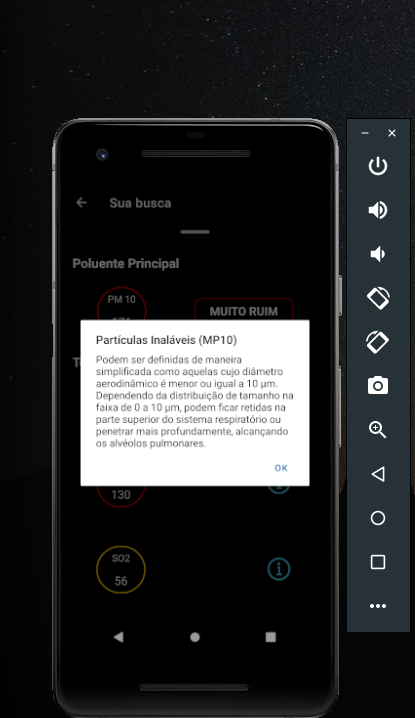 Sua busca
Poluente Principal
PM 10
MUITO RUIM
Partículas Inaláveis (MP10)
Podem ser definidas de maneira
simplificada como aquelas cujo diâmetro
aerodinâmico é menor ou igual a 10 µm.
Dependendo da distribuição de tamanho na
faixa de 0 a 10 µm, podem ficar retidas na
parte superior do sistema respiratório ou
penetrar mais profundamente, alcançando
os alvéolos pulmonares.
OK
130
SO2
56